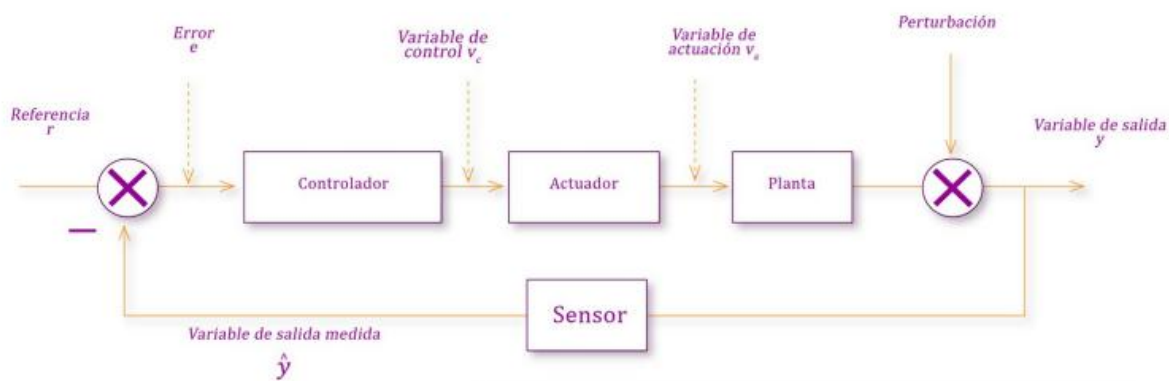 Error
e
Variable de
control v_c
Variable de
actuación v_a
Perturbación
Referencia
r
Variable de salida
y
Controlador
Actuador
Planta
−
Sensor
Variable de salida medida
ŷ